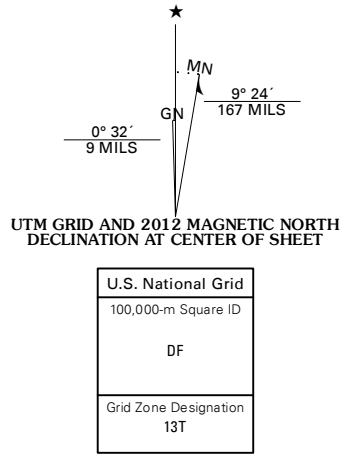 ★
MN
GN
9° 24´
167 MILS
0° 32´
9 MILS
UTM GRID AND 2012 MAGNETIC NORTH
DECLINATION AT CENTER OF SHEET
U.S. National Grid
100,000-m Square ID
DF
Grid Zone Designation
13T